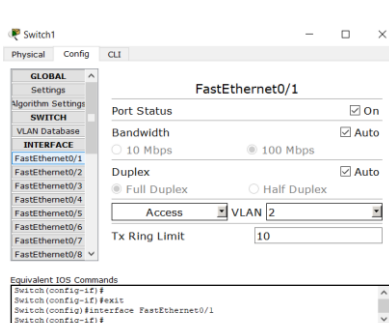 Switch1
Physical Config CLI
GLOBAL
Settings
Algorithm Settings
SWITCH
VLAN Database
INTERFACE
FastEthernet0/1
FastEthernet0/2
FastEthernet0/3
FastEthernet0/4
FastEthernet0/5
FastEthernet0/6
FastEthernet0/7
FastEthernet0/8
FastEthernet0/1
Port Status On
Bandwidth Auto
10 Mbps 100 Mbps
Duplex Auto
Full Duplex Half Duplex
Access VLAN 2
Tx Ring Limit 10
Equivalent IOS Commands
Switch(config-if)#
Switch(config-if)#exit
Switch(config)#interface FastEthernet0/1
Switch(config-if)#